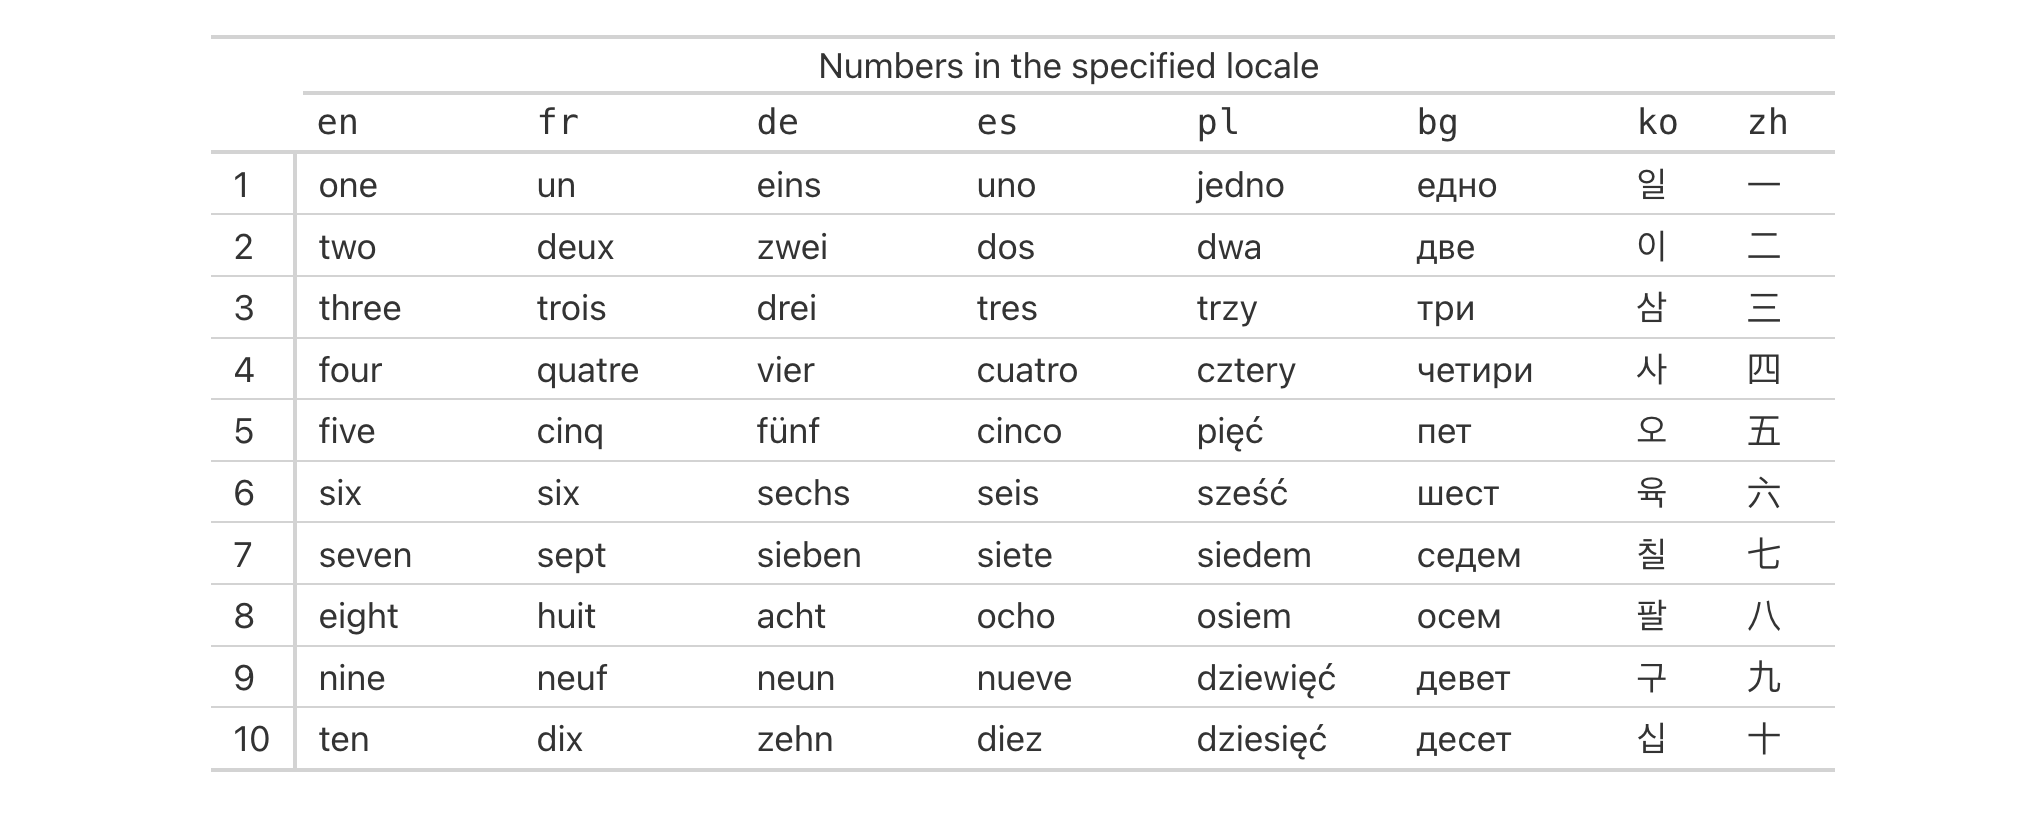 Numbers in the specified locale
en fr de es pl bg ko zh
1 one un eins uno jedno едно 일 一
2 two deux zwei dos dwa две 이 二
3 three trois drei tres trzy три 삼 三
4 four quatre vier cuatro cztery четири 사 四
5 five cinq fünf cinco pięć пет 오 五
6 six six sechs seis sześć шест 육 六
7 seven sept sieben siete siedem седем 칠 七
8 eight huit acht ocho osiem осем 팔 八
9 nine neuf neun nueve dziewięć девет 구 九
10 ten dix zehn diez dziesięć десет 십 十